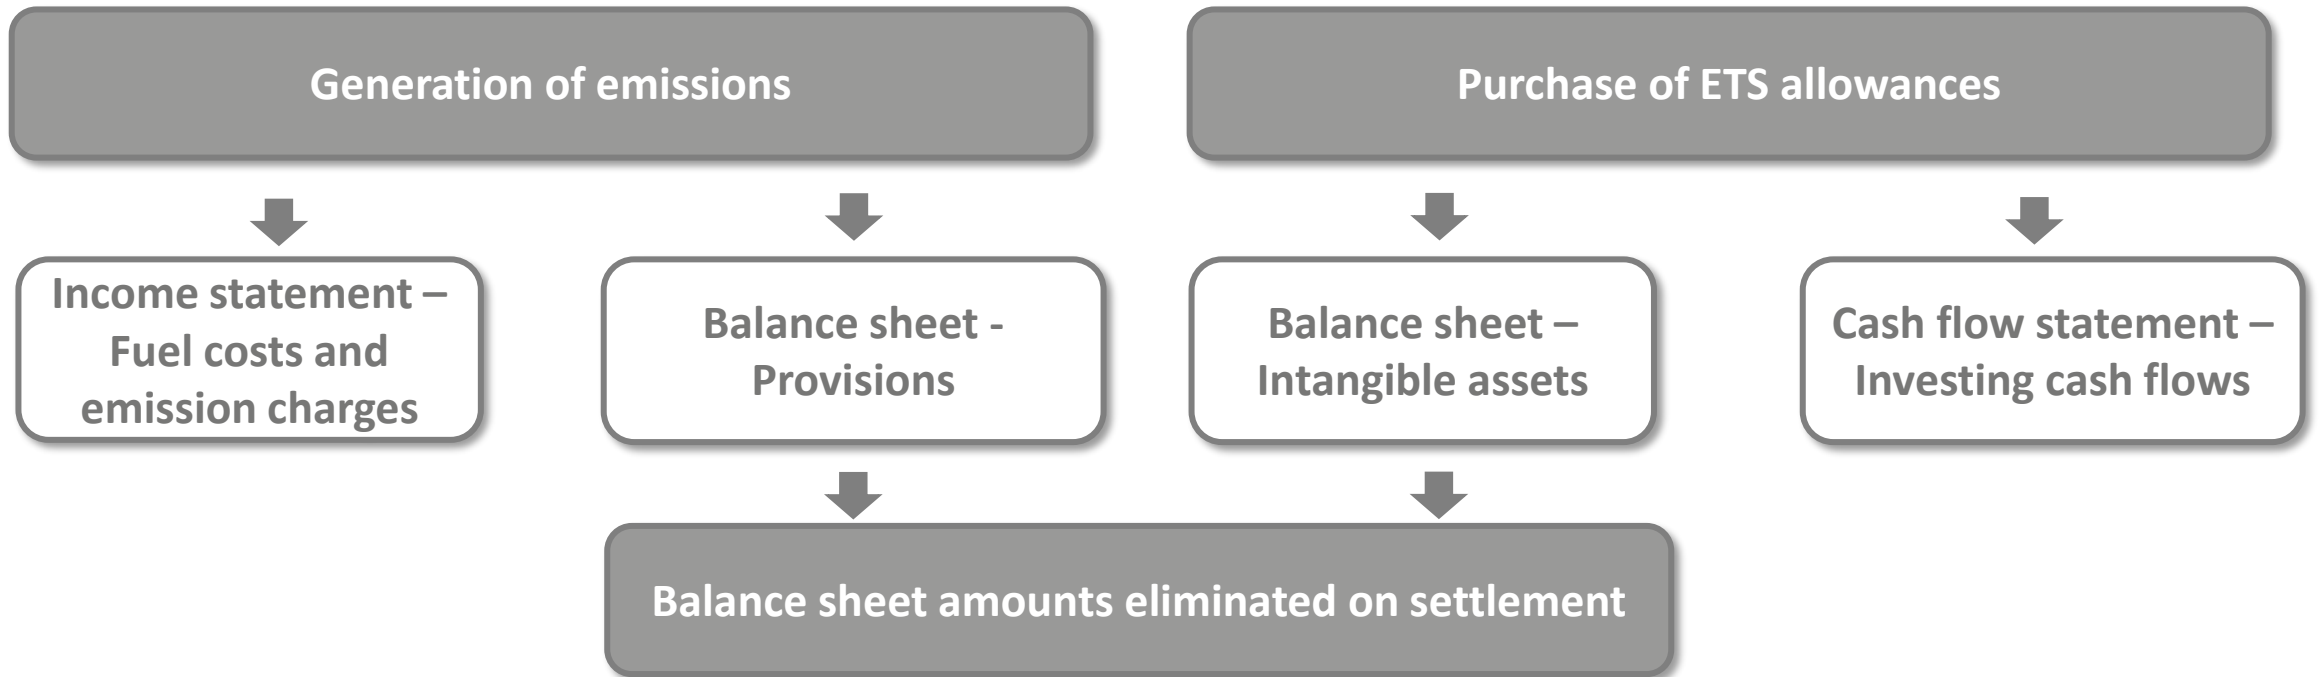 Generation of emissions
Purchase of ETS allowances
Income statement –
Fuel costs and
emission charges
Balance sheet -
Provisions
Balance sheet –
Intangible assets
Cash flow statement –
Investing cash flows
Balance sheet amounts eliminated on settlement